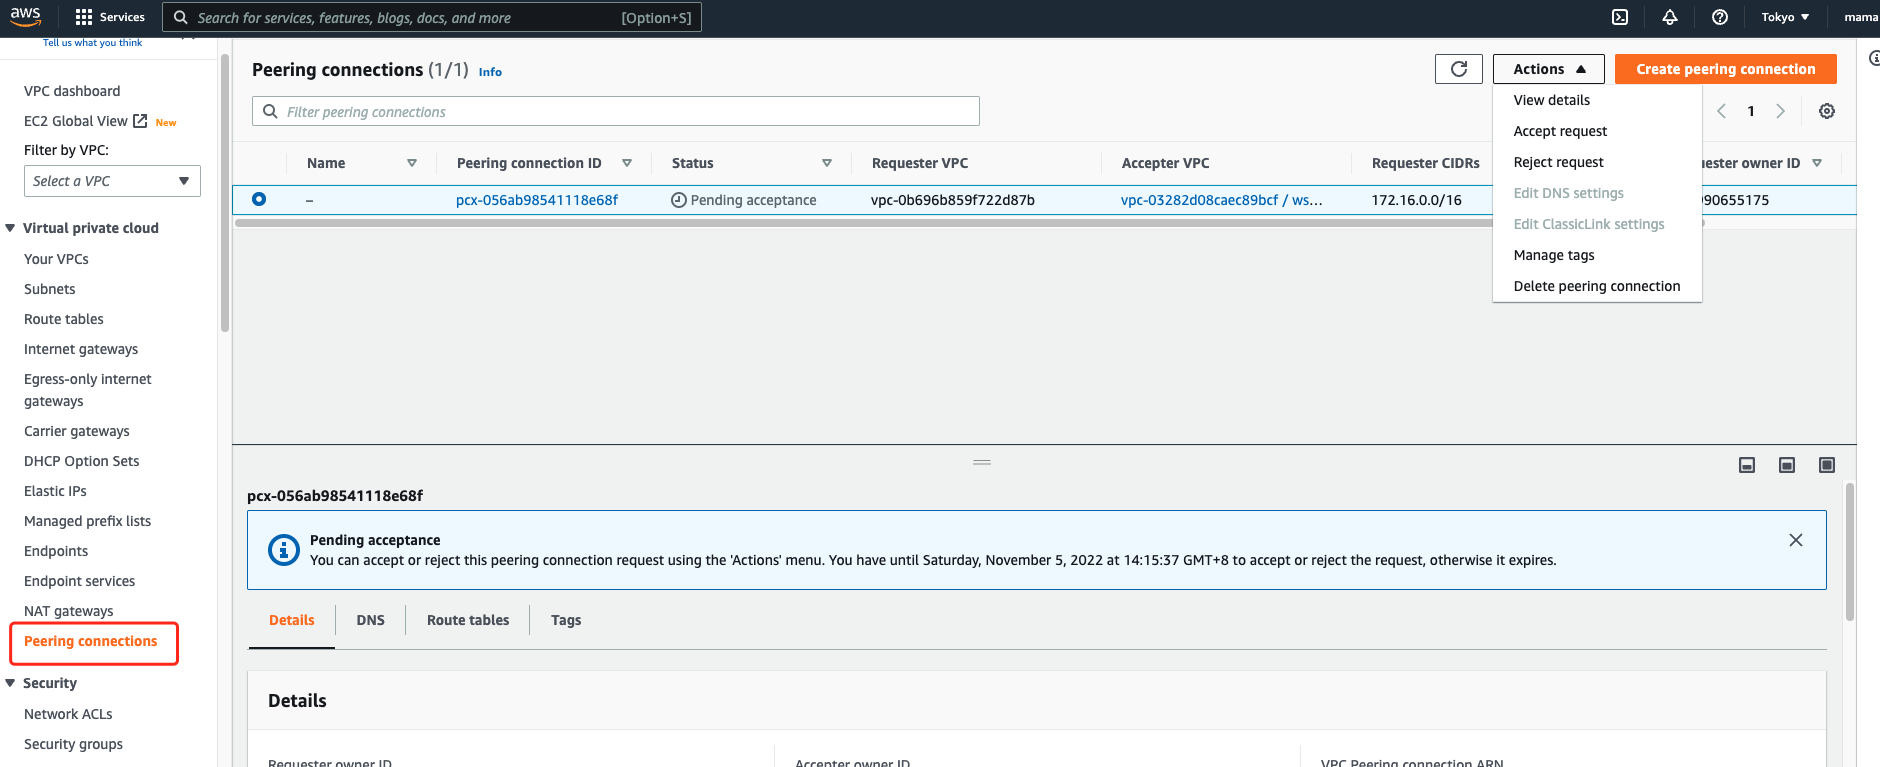 aws
Services
Search for services, features, blogs, docs, and more
[Option+S]
Tokyo ▼
mama
Tell us what you think
VPC dashboard
EC2 Global View New
Filter by VPC:
Select a VPC
Virtual private cloud
Your VPCs
Subnets
Route tables
Internet gateways
Egress-only internet
gateways
Carrier gateways
DHCP Option Sets
Elastic IPs
Managed prefix lists
Endpoints
Endpoint services
NAT gateways
Peering connections
Security
Network ACLs
Security groups
Peering connections (1/1) Info
Actions ▲
Create peering connection
Filter peering connections
1
View details
Accept request
Reject request
Edit DNS settings
Edit ClassicLink settings
Manage tags
Delete peering connection
Name Peering connection ID Status Requester VPC Accepter VPC Requester CIDRs ester owner ID
– pcx-056ab98541118e68f Pending acceptance vpc-0b696b859f722d87b vpc-03282d08caec89bcf / ws... 172.16.0.0/16 90655175
pcx-056ab98541118e68f
Pending acceptance
You can accept or reject this peering connection request using the 'Actions' menu. You have until Saturday, November 5, 2022 at 14:15:37 GMT+8 to accept or reject the request, otherwise it expires.
Details DNS Route tables Tags
Details
Requester owner ID Accepter owner ID VPC Peering connection ARN